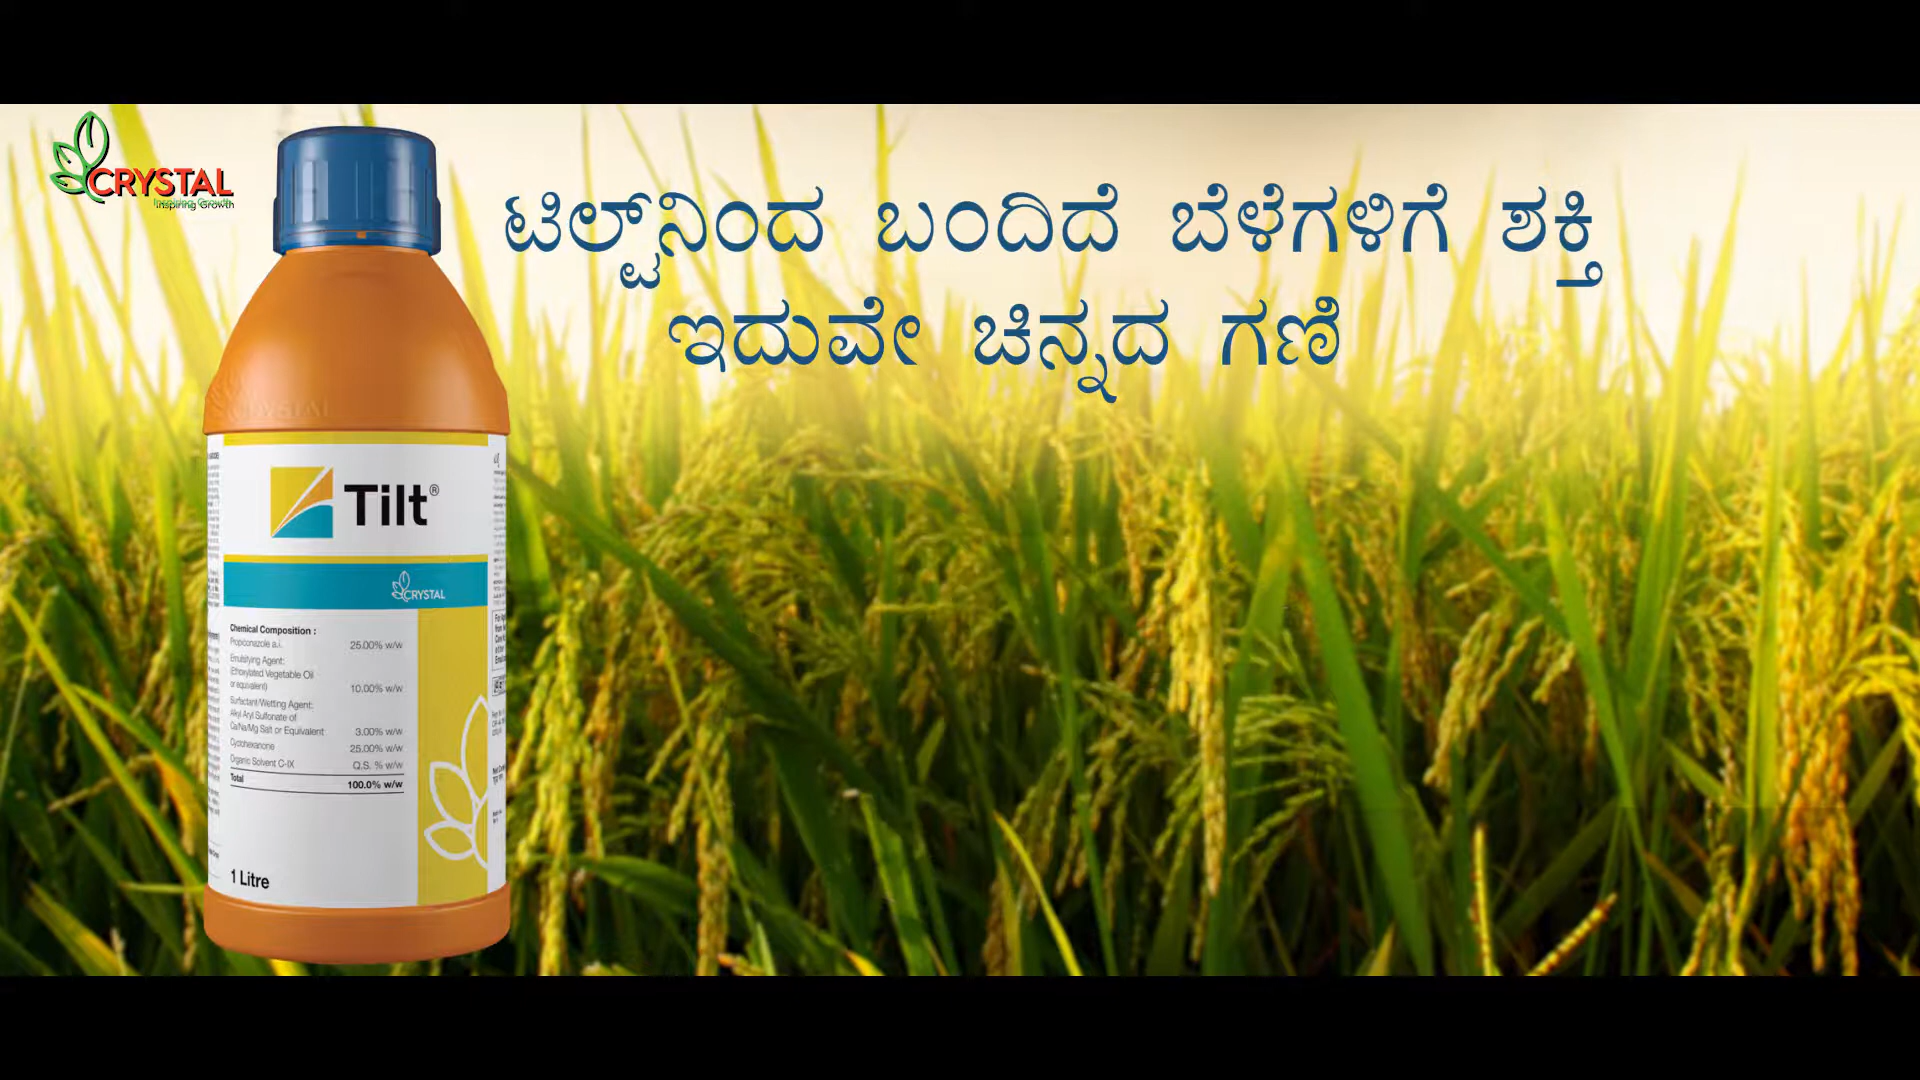 CRYSTAL
Inspiring Growth
ಟಿಲ್ಟ್‌ನಿಂದ ಬಂದಿದೆ ಬೆಳೆಗಳಿಗೆ ಶಕ್ತಿ
ಇದುವೇ ಚಿನ್ನದ ಗಣಿ
Tilt®
CRYSTAL
Chemical Composition :
Propiconazole a.i. 25.00% w/w
Emulsifying Agent:
(Ethoxylated Vegetable Oil
or equivalent) 10.00% w/w
Surfactant/Wetting Agent:
Alkyl Aryl Sulfonate of
Ca/Na/Mg Salt or Equivalent 3.00% w/w
Cyclohexanone 25.00% w/w
Organic Solvent C-IX Q.S. % w/w
Total 100.0% w/w
1 Litre